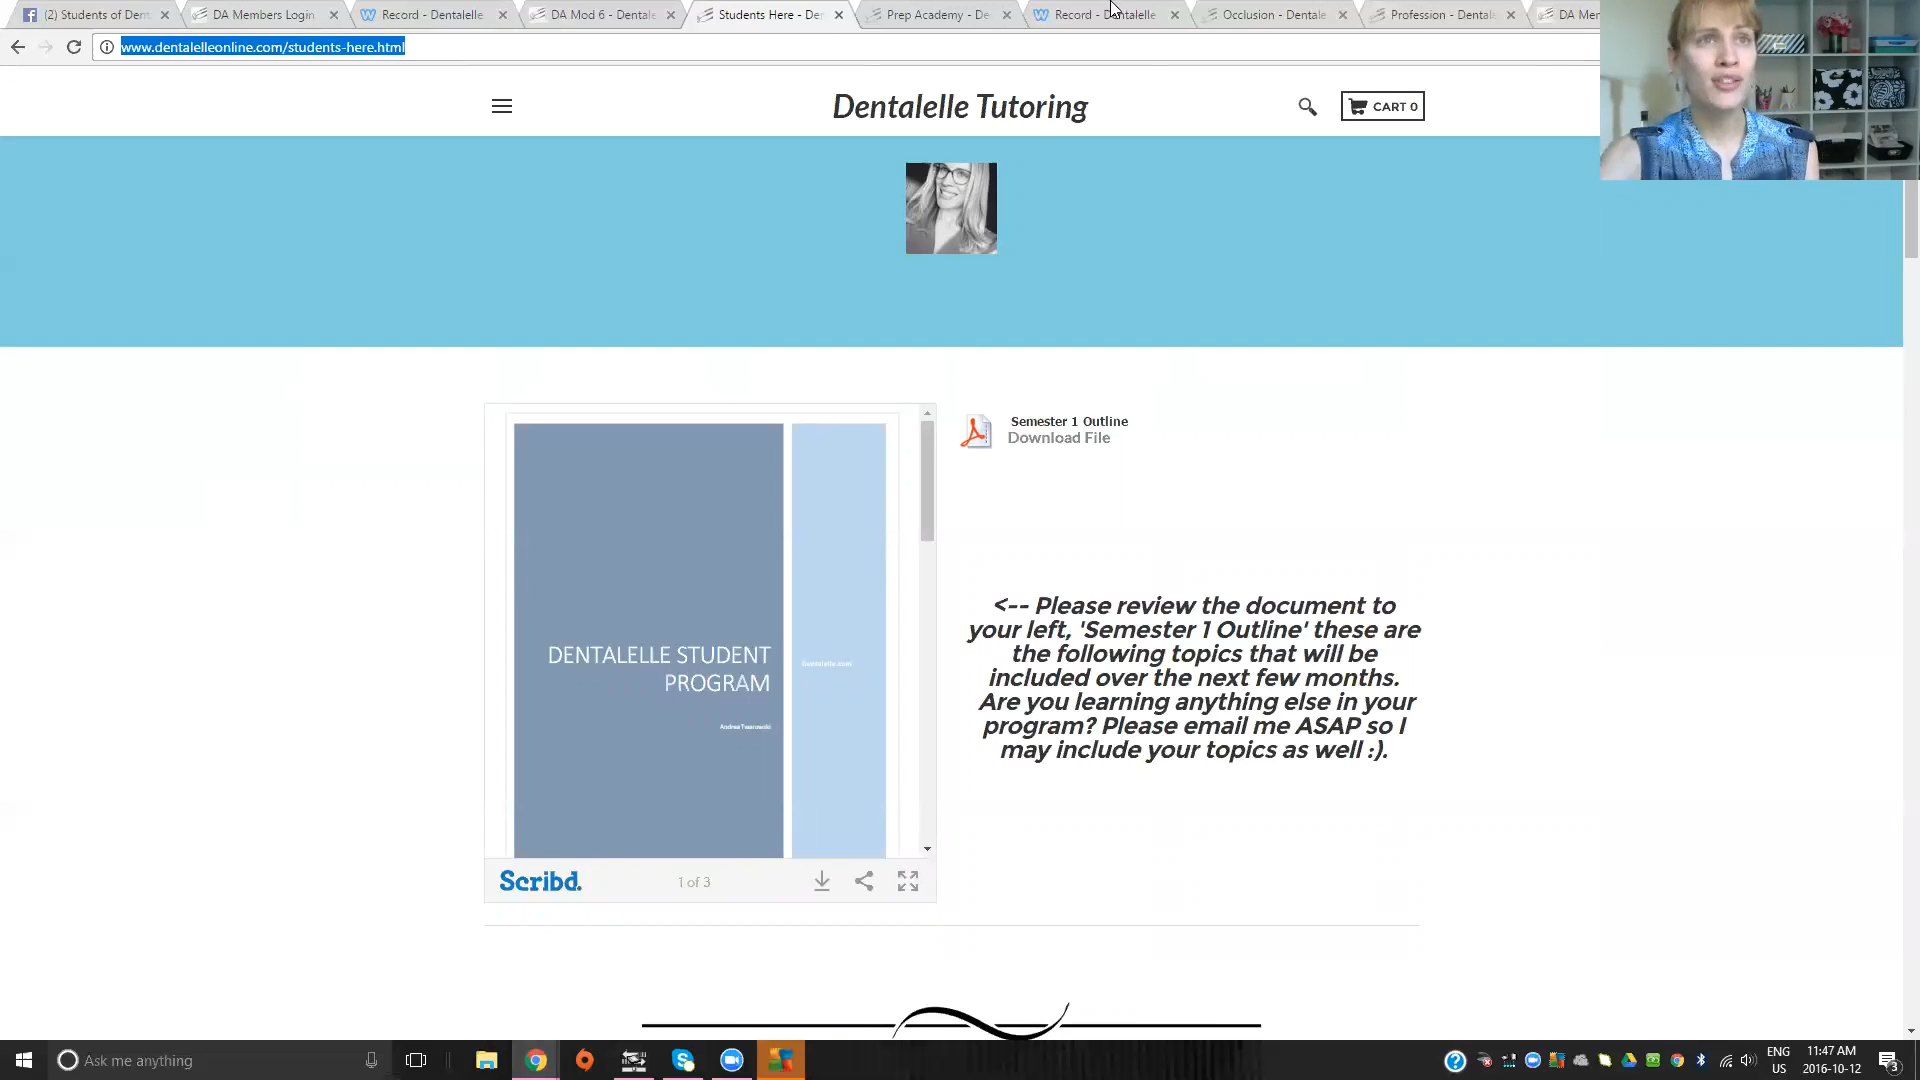 (2) Students of Dent
DA Members Login
Record - Dentalelle
DA Mod 6 - Dentale
Students Here - Der
Prep Academy - De
Record - Dentalelle
Occlusion - Dentale
Profession - Dentale
DA Mem
www.dentalelleonline.com/students-here.html
Dentalelle Tutoring
CART 0
Semester 1 Outline
Download File
DENTALELLE STUDENT
PROGRAM
Andrea Twarowski
<-- Please review the document to
your left, 'Semester 1 Outline' these are
the following topics that will be
included over the next few months.
Are you learning anything else in your
program? Please email me ASAP so I
may include your topics as well :).
Scribd.
1 of 3
Ask me anything
ENG
US
11:47 AM
2016-10-12
3